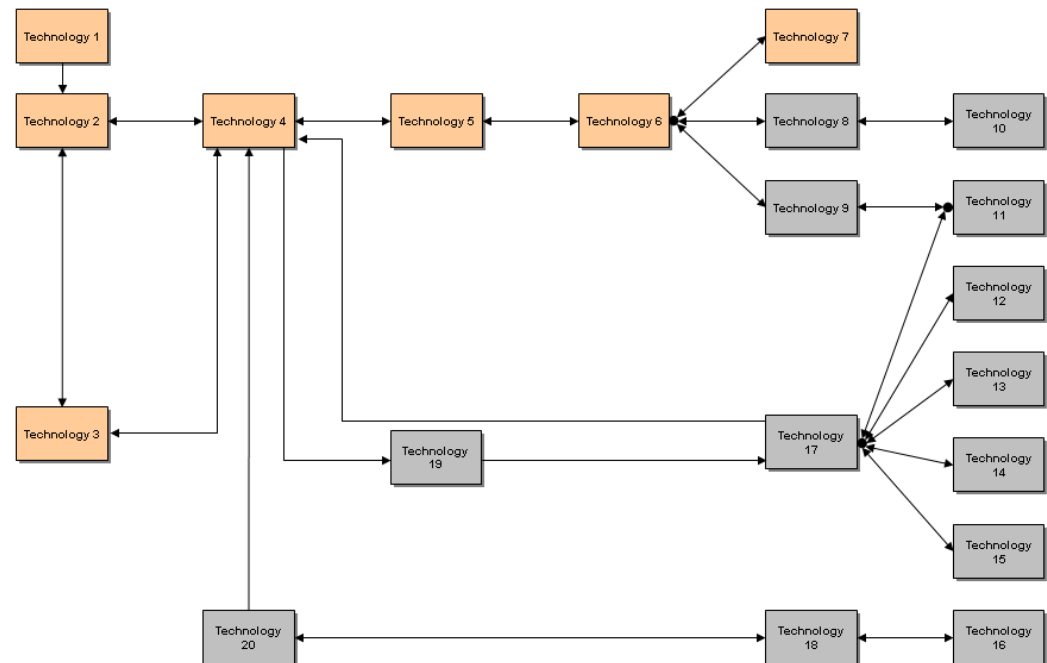 Technology 1
Technology 7
Technology 2
Technology 4
Technology 5
Technology 6
Technology 8
Technology
10
Technology 9
Technology
11
Technology
12
Technology
13
Technology 3
Technology
19
Technology
17
Technology
14
Technology
15
Technology
20
Technology
18
Technology
16